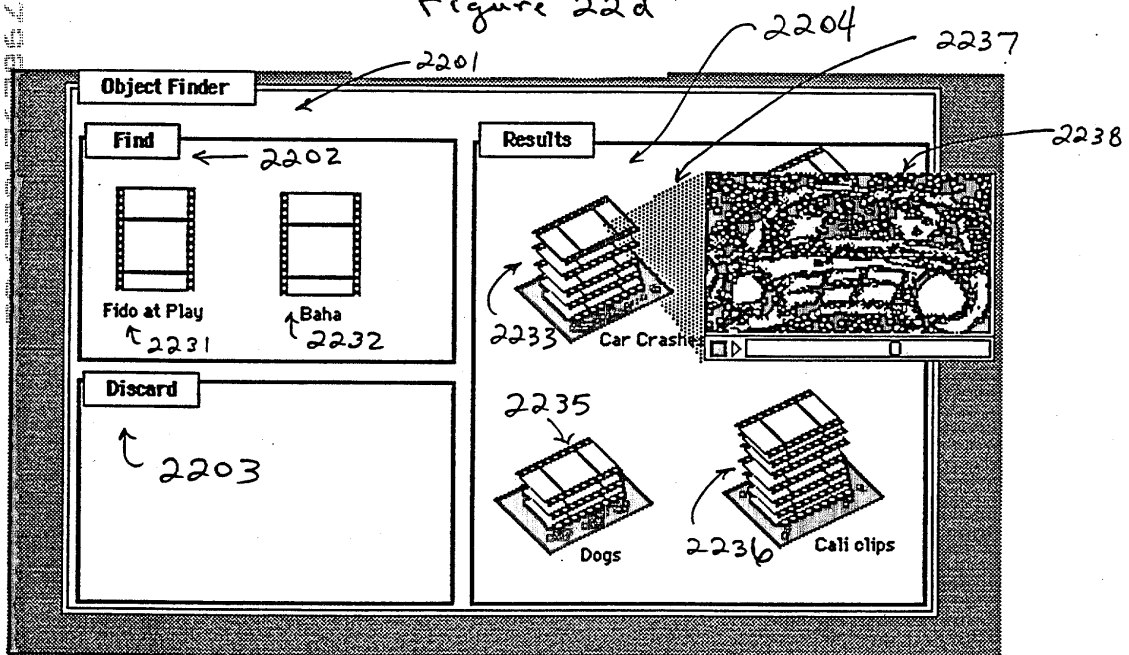 Figure 22d
2204
2237
2201
Object Finder
2238
Find
2202
Results
Fido at Play
Baha
2231
2232
2233
Car Crashe
Discard
2203
2235
Dogs
2236
Cali clips